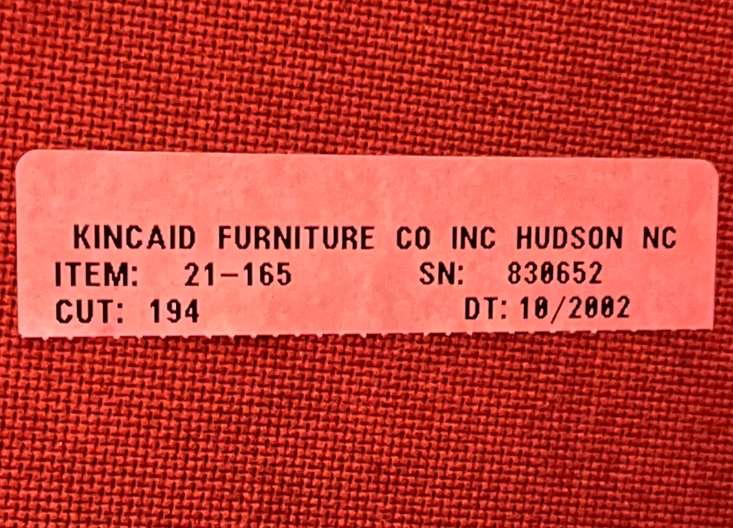 KINCAID FURNITURE CO INC HUDSON NC
ITEM: 21-165 SN: 830652
CUT: 194 DT: 10/2002